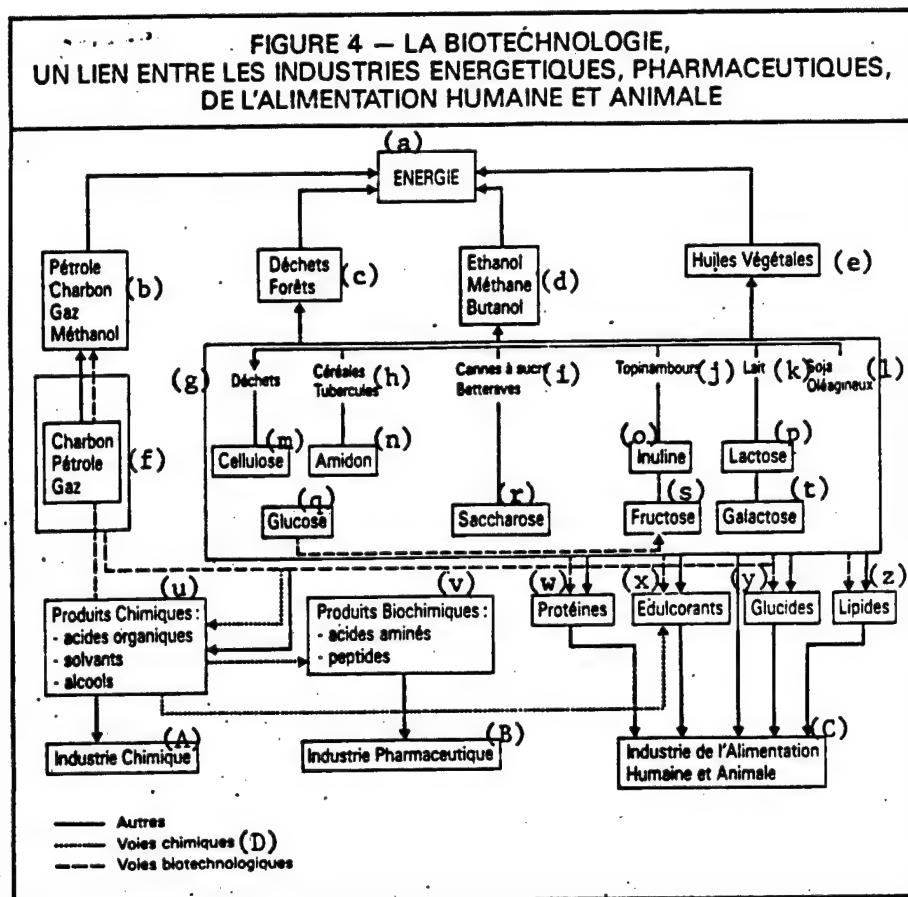 FIGURE 4 — LA BIOTECHNOLOGIE,
UN LIEN ENTRE LES INDUSTRIES ENERGETIQUES, PHARMACEUTIQUES,
DE L'ALIMENTATION HUMAINE ET ANIMALE
(a)
ENERGIE
Pétrole
Charbon
Gaz
Méthanol
(b)
Déchets
Forêts
(c)
Ethanol
Méthane
Butanol
(d)
Huiles Végétales
(e)
Charbon
Pétrole
Gaz
(f)
(g)
Déchets
Céréales
Tubercules
(h)
Cannes à sucre
Betteraves
(i)
Topinambours
(j)
Lait
(k)
Soja
Oléagineux
(l)
(m)
Cellulose
(n)
Amidon
(o)
Inuline
(p)
Lactose
(q)
Glucose
(r)
Saccharose
(s)
Fructose
(t)
Galactose
(u)
Produits Chimiques :
- acides organiques
- solvants
- alcools
(v)
Produits Biochimiques :
- acides aminés
- peptides
(w)
Protéines
(x)
Edulcorants
(y)
Glucides
(z)
Lipides
(A)
Industrie Chimique
(B)
Industrie Pharmaceutique
(C)
Industrie de l'Alimentation
Humaine et Animale
Autres
Voies chimiques (D)
Voies biotechnologiques